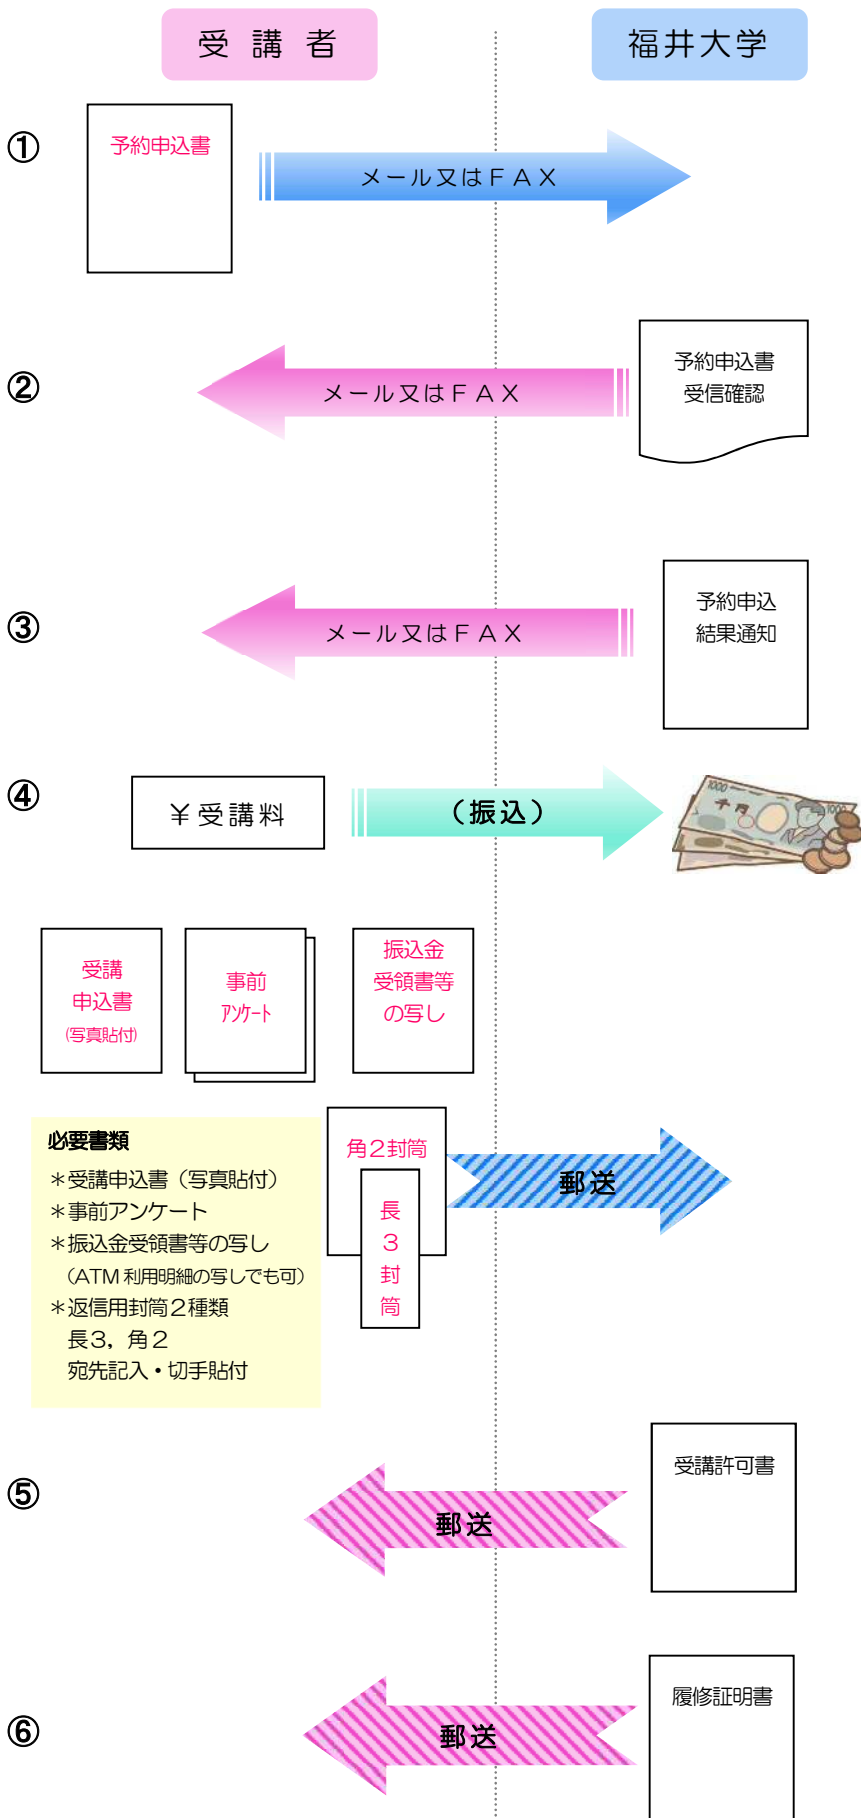 受 講 者
福井大学
①
予約申込書
メール又はＦＡＸ
②
メール又はＦＡＸ
予約申込書
受信確認
③
メール又はＦＡＸ
予約申込
結果通知
④
￥受講料
（振込）
1000
千円
1000
受講
申込書
（写真貼付）
事前
ｱﾝｹｰﾄ
振込金
受領書等
の写し
必要書類
＊受講申込書（写真貼付）
＊事前アンケート
＊振込金受領書等の写し
（ATM 利用明細の写しでも可）
＊返信用封筒２種類
長３，角２
宛先記入・切手貼付
角２封筒
長３封筒
郵送
⑤
郵送
受講許可書
⑥
郵送
履修証明書